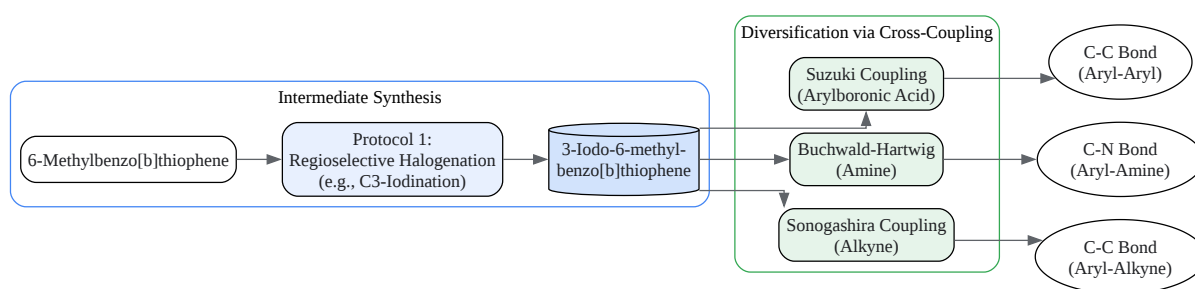 Intermediate Synthesis
6-Methylbenzo[b]thiophene
Protocol 1:
Regioselective Halogenation
(e.g., C3-Iodination)
3-Iodo-6-methyl-
benzo[b]thiophene
Diversification via Cross-Coupling
Suzuki Coupling
(Arylboronic Acid)
Buchwald-Hartwig
(Amine)
Sonogashira Coupling
(Alkyne)
C-C Bond
(Aryl-Aryl)
C-N Bond
(Aryl-Amine)
C-C Bond
(Aryl-Alkyne)